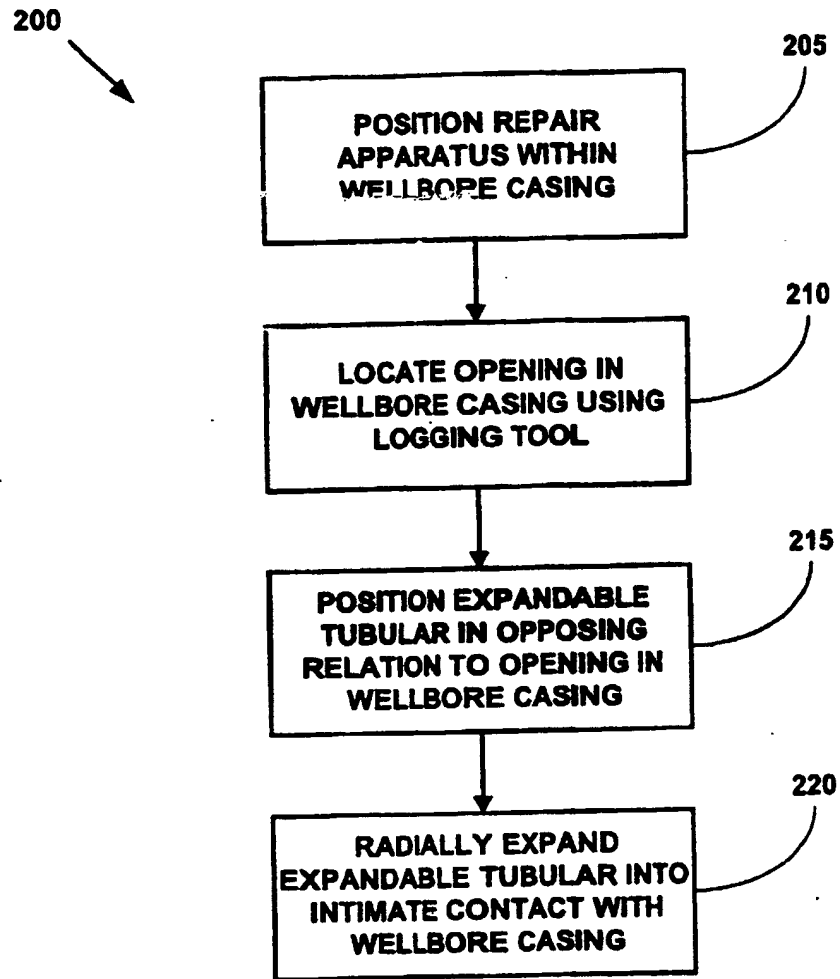 200
205
POSITION REPAIR
APPARATUS WITHIN
WELLBORE CASING
210
LOCATE OPENING IN
WELLBORE CASING USING
LOGGING TOOL
215
POSITION EXPANDABLE
TUBULAR IN OPPOSING
RELATION TO OPENING IN
WELLBORE CASING
220
RADIALLY EXPAND
EXPANDABLE TUBULAR INTO
INTIMATE CONTACT WITH
WELLBORE CASING